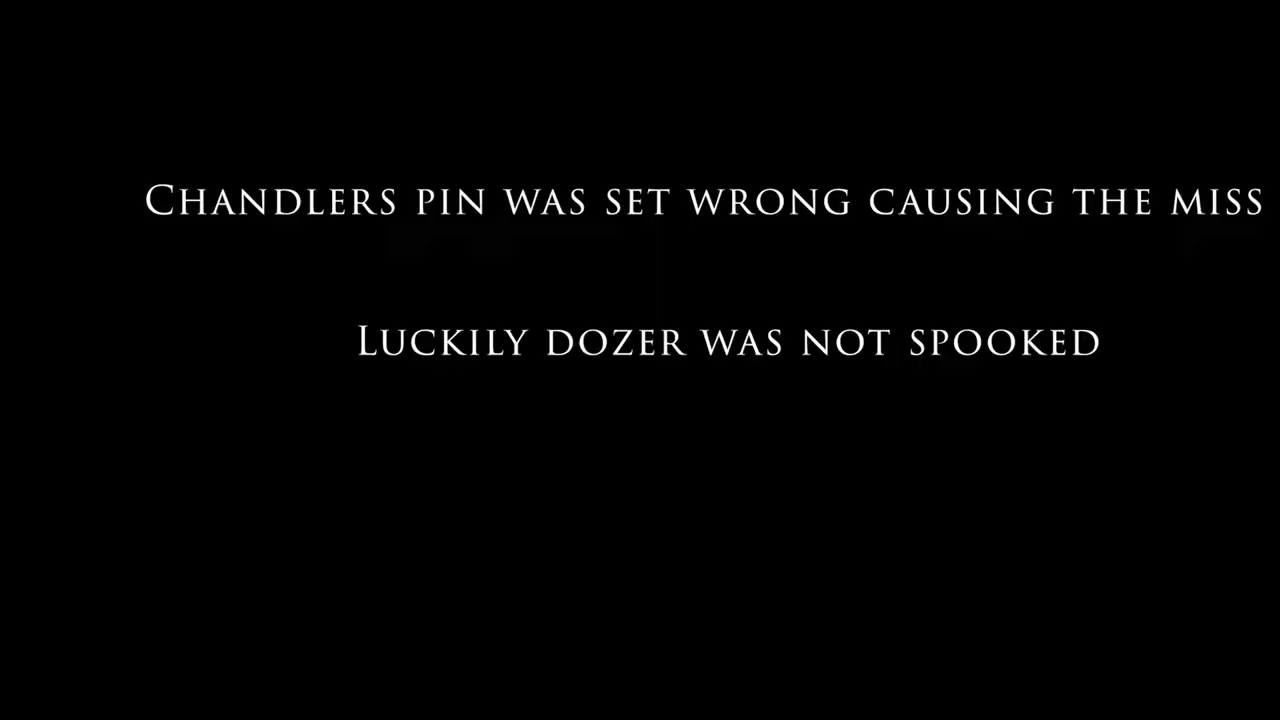 Chandlers pin was set wrong causing the miss
Luckily dozer was not spooked